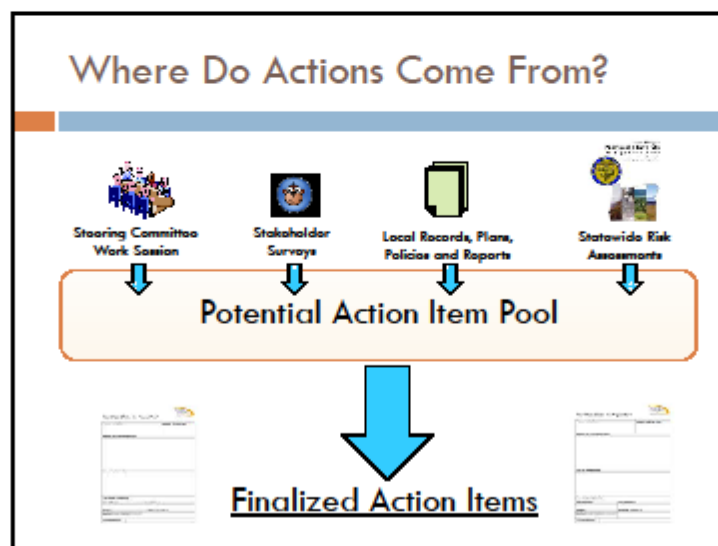 Where Do Actions Come From?
Steering Committee
Work Session
Stakeholder
Surveys
Local Records, Plans,
Policies and Reports
Statewide Risk
Assessments
Potential Action Item Pool
Finalized Action Items